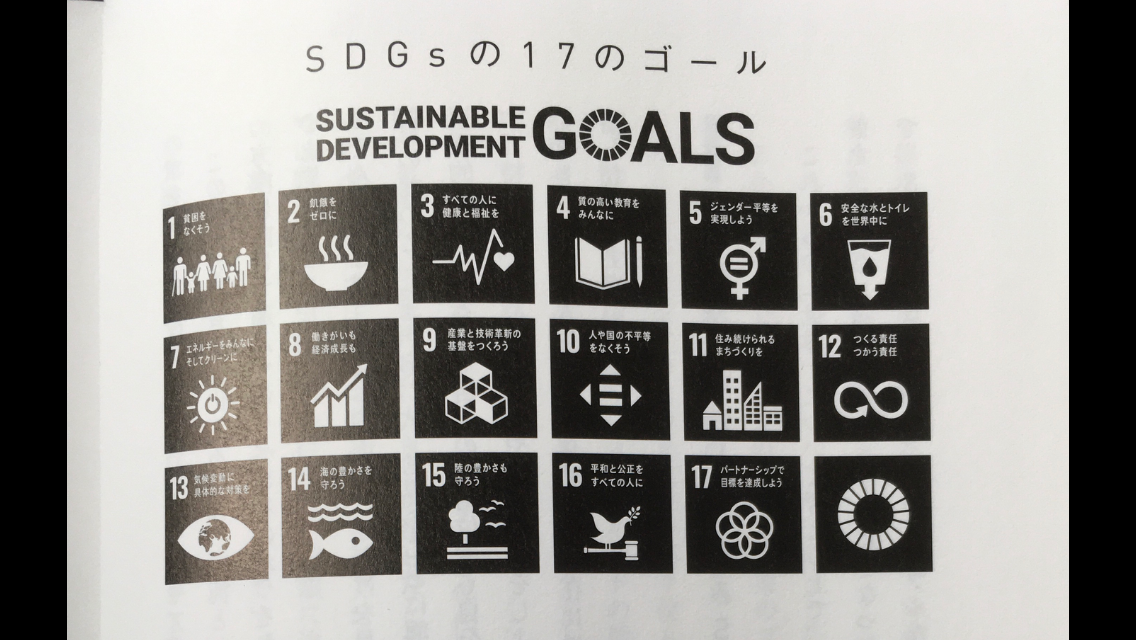 SDGsの17のゴール
SUSTAINABLE
DEVELOPMENT
GOALS
1 貧困を
なくそう
2 飢餓を
ゼロに
3 すべての人に
健康と福祉を
4 質の高い教育を
みんなに
5 ジェンダー平等を
実現しよう
6 安全な水とトイレ
を世界中に
7 エネルギーをみんなに
そしてクリーンに
8 働きがいも
経済成長も
9 産業と技術革新の
基盤をつくろう
10 人や国の不平等
をなくそう
11 住み続けられる
まちづくりを
12 つくる責任
つかう責任
13 気候変動に
具体的な対策を
14 海の豊かさを
守ろう
15 陸の豊かさも
守ろう
16 平和と公正を
すべての人に
17 パートナーシップで
目標を達成しよう